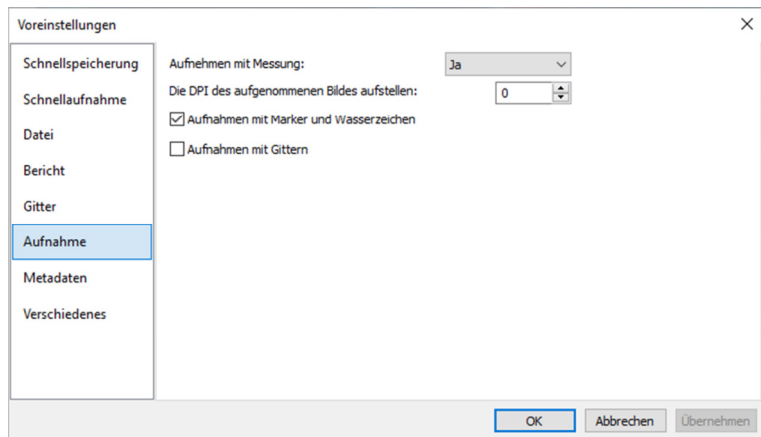 Voreinstellungen
Schnellspeicherung
Schnellaufnahme
Datei
Bericht
Gitter
Aufnahme
Metadaten
Verschiedenes
Aufnehmen mit Messung: Ja
Die DPI des aufgenommenen Bildes aufstellen: 0
Aufnahmen mit Marker und Wasserzeichen
Aufnahmen mit Gittern
OK Abbrechen Übernehmen